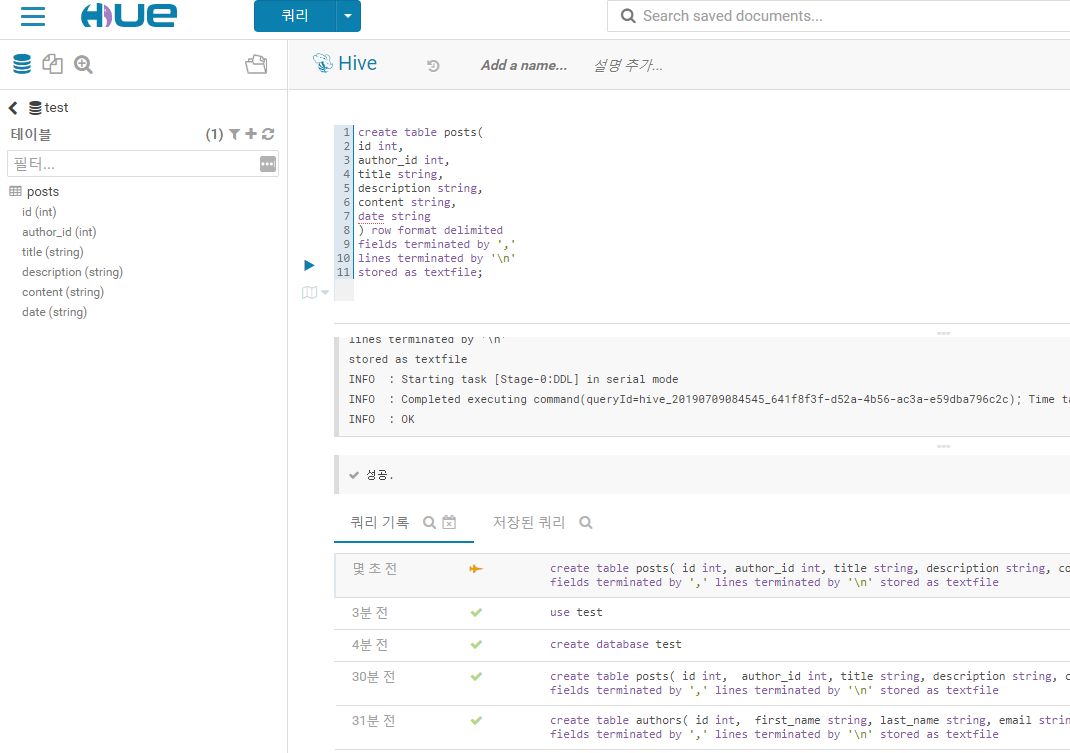 HUE
쿼리
Search saved documents...
Hive
Add a name...
설명 추가...
test
테이블
(1)
필터...
posts
id (int)
author_id (int)
title (string)
description (string)
content (string)
date (string)
1 create table posts(
2 id int,
3 author_id int,
4 title string,
5 description string,
6 content string,
7 date string
8 ) row format delimited
9 fields terminated by ','
10 lines terminated by '\n'
11 stored as textfile;
lines terminated by '\n'
stored as textfile
INFO  : Starting task [Stage-0:DDL] in serial mode
INFO  : Completed executing command(queryId=hive_20190709084545_641f8f3f-d52a-4b56-ac3a-e59dba796c2c); Time ta
INFO  : OK
성공.
쿼리 기록
저장된 쿼리
몇 초 전
create table posts( id int, author_id int, title string, description string, co
fields terminated by ',' lines terminated by '\n' stored as textfile
3분 전
use test
4분 전
create database test
30분 전
create table posts( id int,  author_id int, title string, description string, c
fields terminated by ',' lines terminated by '\n' stored as textfile
31분 전
create table authors( id int,  first_name string, last_name string, email strin
fields terminated by ',' lines terminated by '\n' stored as textfile